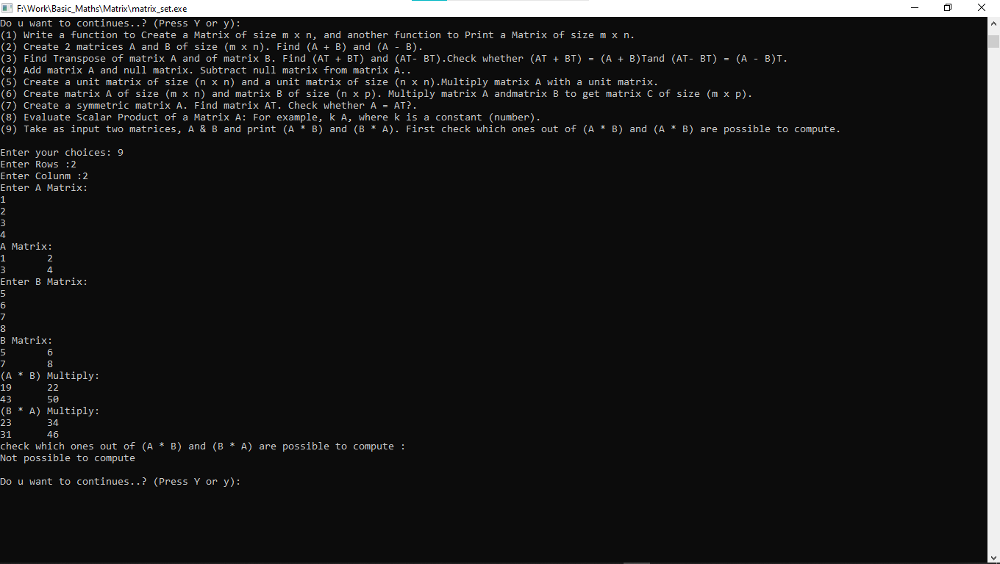 F:\Work\Basic_Maths\Matrix\matrix_set.exe
Do u want to continues..? (Press Y or y):
(1) Write a function to Create a Matrix of size m x n, and another function to Print a Matrix of size m x n.
(2) Create 2 matrices A and B of size (m x n). Find (A + B) and (A - B).
(3) Find Transpose of matrix A and of matrix B. Find (AT + BT) and (AT- BT).Check whether (AT + BT) = (A + B)Tand (AT- BT) = (A - B)T.
(4) Add matrix A and null matrix. Subtract null matrix from matrix A..
(5) Create a unit matrix of size (n x n) and a unit matrix of size (n x n).Multiply matrix A with a unit matrix.
(6) Create matrix A of size (m x n) and matrix B of size (n x p). Multiply matrix A andmatrix B to get matrix C of size (m x p).
(7) Create a symmetric matrix A. Find matrix AT. Check whether A = AT?.
(8) Evaluate Scalar Product of a Matrix A: For example, k A, where k is a constant (number).
(9) Take as input two matrices, A & B and print (A * B) and (B * A). First check which ones out of (A * B) and (A * B) are possible to compute.
Enter your choices: 9
Enter Rows :2
Enter Colunm :2
Enter A Matrix:
1
2
3
4
A Matrix:
1 2
3 4
Enter B Matrix:
5
6
7
8
B Matrix:
5 6
7 8
(A * B) Multiply:
19 22
43 50
(B * A) Multiply:
23 34
31 46
check which ones out of (A * B) and (B * A) are possible to compute :
Not possible to compute
Do u want to continues..? (Press Y or y):